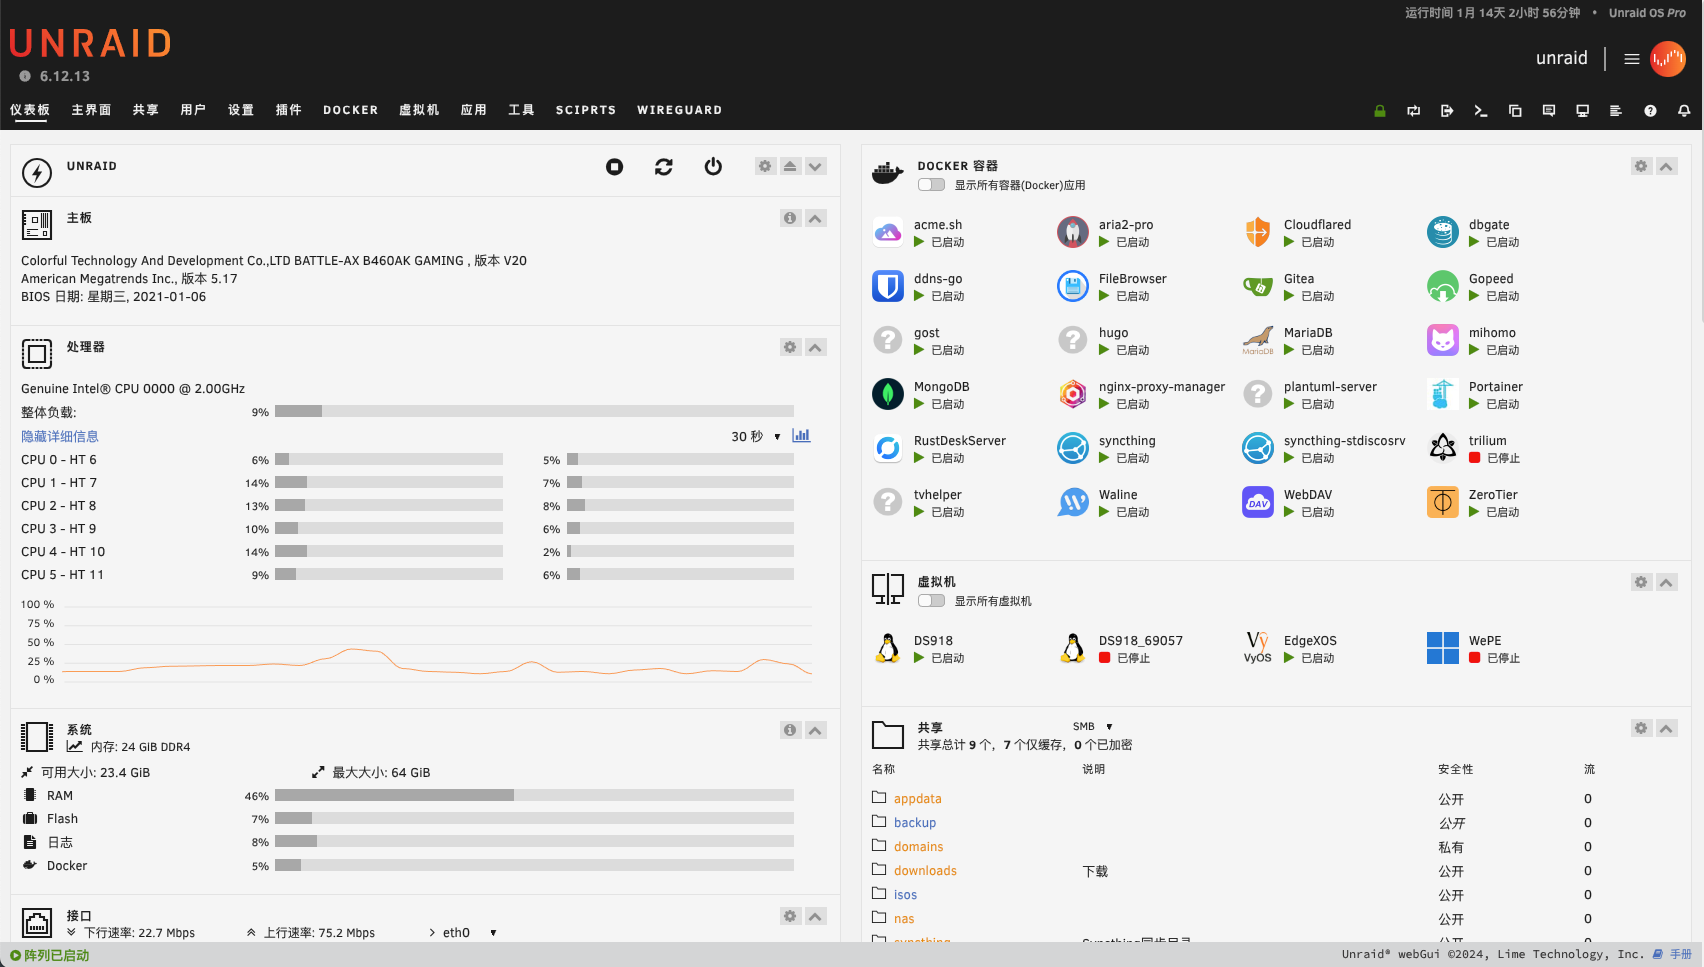 运行时间 1月 14天 2小时 56分钟 • Unraid OS Pro
UNRAID
6.12.13
unraid
仪表板 主界面 共享 用户 设置 插件 DOCKER 虚拟机 应用 工具 SCIPRTS WIREGUARD
UNRAID
主板
Colorful Technology And Development Co.,LTD BATTLE-AX B460AK GAMING , 版本 V20
American Megatrends Inc., 版本 5.17
BIOS 日期: 星期三, 2021-01-06
处理器
Genuine Intel® CPU 0000 @ 2.00GHz
整体负载: 9%
隐藏详细信息 30 秒
CPU 0 - HT 6 6% 5%
CPU 1 - HT 7 14% 7%
CPU 2 - HT 8 13% 8%
CPU 3 - HT 9 10% 6%
CPU 4 - HT 10 14% 2%
CPU 5 - HT 11 9% 6%
100 %
75 %
50 %
25 %
0 %
系统
内存: 24 GiB DDR4
可用大小: 23.4 GiB 最大大小: 64 GiB
RAM 46%
Flash 7%
日志 8%
Docker 5%
接口
下行速率: 22.7 Mbps 上行速率: 75.2 Mbps eth0
DOCKER 容器
显示所有容器(Docker)应用
acme.sh aria2-pro Cloudflared dbgate
已启动 已启动 已启动 已启动
ddns-go FileBrowser Gitea Gopeed
已启动 已启动 已启动 已启动
gost hugo MariaDB mihomo
已启动 已启动 MariaDB 已启动 已启动
MongoDB nginx-proxy-manager plantuml-server Portainer
已启动 已启动 已启动 已启动
RustDeskServer syncthing syncthing-stdiscosrv trilium
已启动 已启动 已启动 已停止
tvhelper Waline WebDAV ZeroTier
已启动 已启动 DAV 已启动 已启动
虚拟机
显示所有虚拟机
DS918 DS918_69057 Vy EdgeXOS WePE
已启动 已停止 VyOS 已启动 已停止
共享 SMB
共享总计 9 个，7 个仅缓存，0 个已加密
名称 说明 安全性 流
appdata 公开 0
backup 公开 0
domains 私有 0
downloads 下载 公开 0
isos 公开 0
nas 公开 0
syncthing Syncthing同步目录 公开 0
阵列已启动
Unraid® webGui ©2024, Lime Technology, Inc. 手册